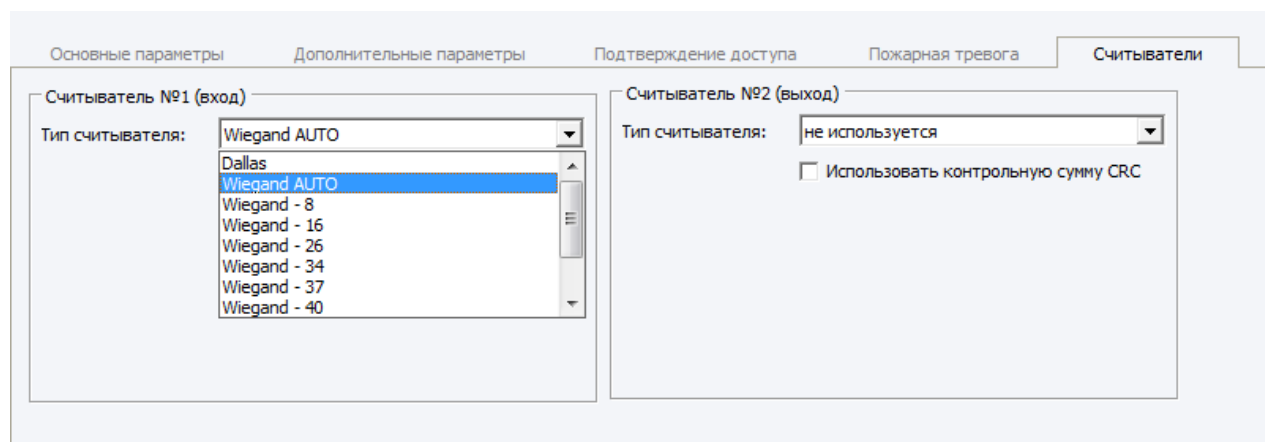 Основные параметры Дополнительные параметры Подтверждение доступа Пожарная тревога Считыватели
Считыватель №1 (вход)
Тип считывателя: Wiegand AUTO
Dallas
Wiegand AUTO
Wiegand - 8
Wiegand - 16
Wiegand - 26
Wiegand - 34
Wiegand - 37
Wiegand - 40
Считыватель №2 (выход)
Тип считывателя: не используется
Использовать контрольную сумму CRC